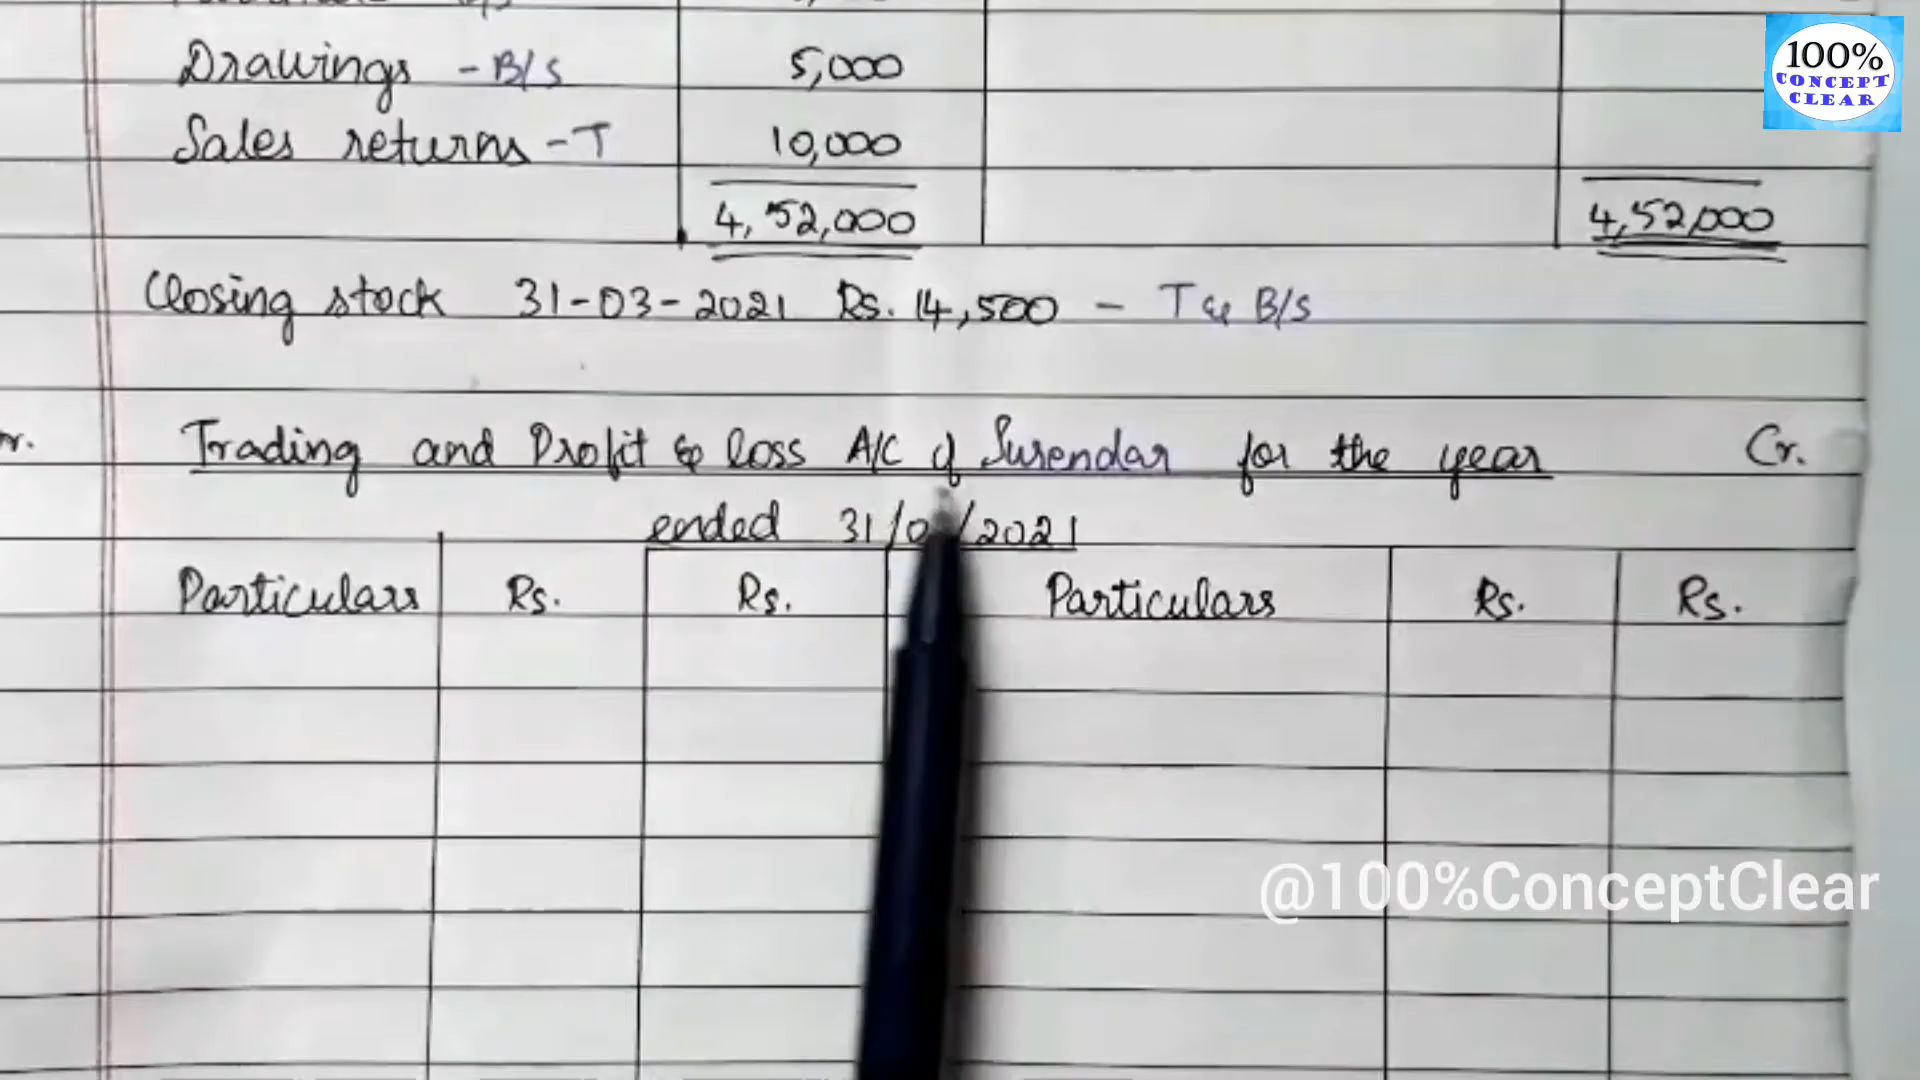 Drawings - B/S 5,000
Sales returns - T 10,000
4,52,000 4,52,000
Closing stock 31-03-2021 Rs. 14,500 - T & B/S
Trading and Profit & loss A/C of Surendar for the year Cr.
ended 31/0 /2021
Particulars Rs. Rs. Particulars Rs. Rs.
100%
CONCEPT
CLEAR
@100%ConceptClear